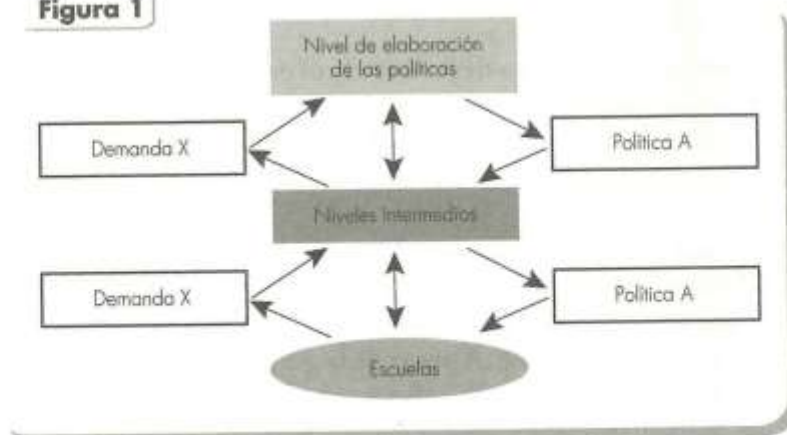 Figura 1
Nivel de elaboración
de las políticas
Demanda X
Política A
Niveles Intermedios
Demanda X
Política A
Escuelas